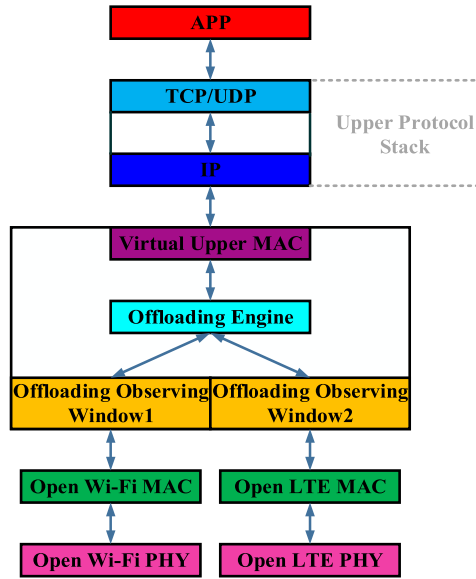 APP
TCP/UDP
Upper Protocol
Stack
IP
Virtual Upper MAC
Offloading Engine
Offloading Observing
Window1
Offloading Observing
Window2
Open Wi-Fi MAC
Open LTE MAC
Open Wi-Fi PHY
Open LTE PHY